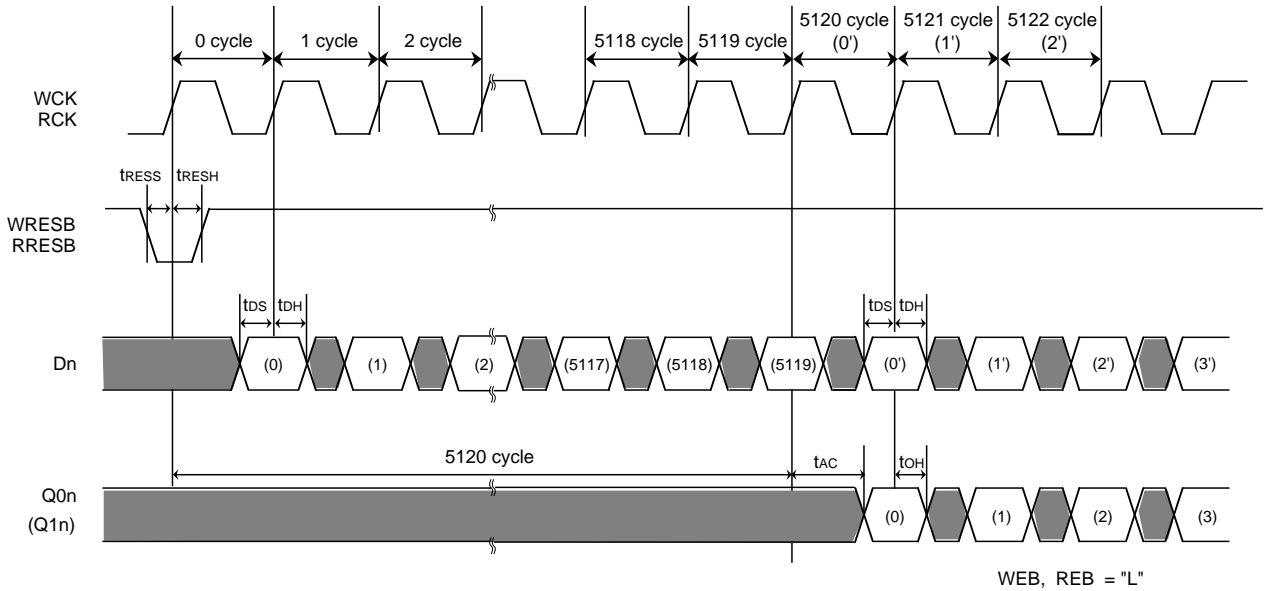 0 cycle 1 cycle 2 cycle 5118 cycle 5119 cycle 5120 cycle (0') 5121 cycle (1') 5122 cycle (2')
WCK
RCK
tRESS tRESH
WRESB
RRESB
tDS tDH tDS tDH
Dn (0) (1) (2) (5117) (5118) (5119) (0') (1') (2') (3')
5120 cycle tAC tOH
Q0n
(Q1n) (0) (1) (2) (3)
WEB, REB = "L"